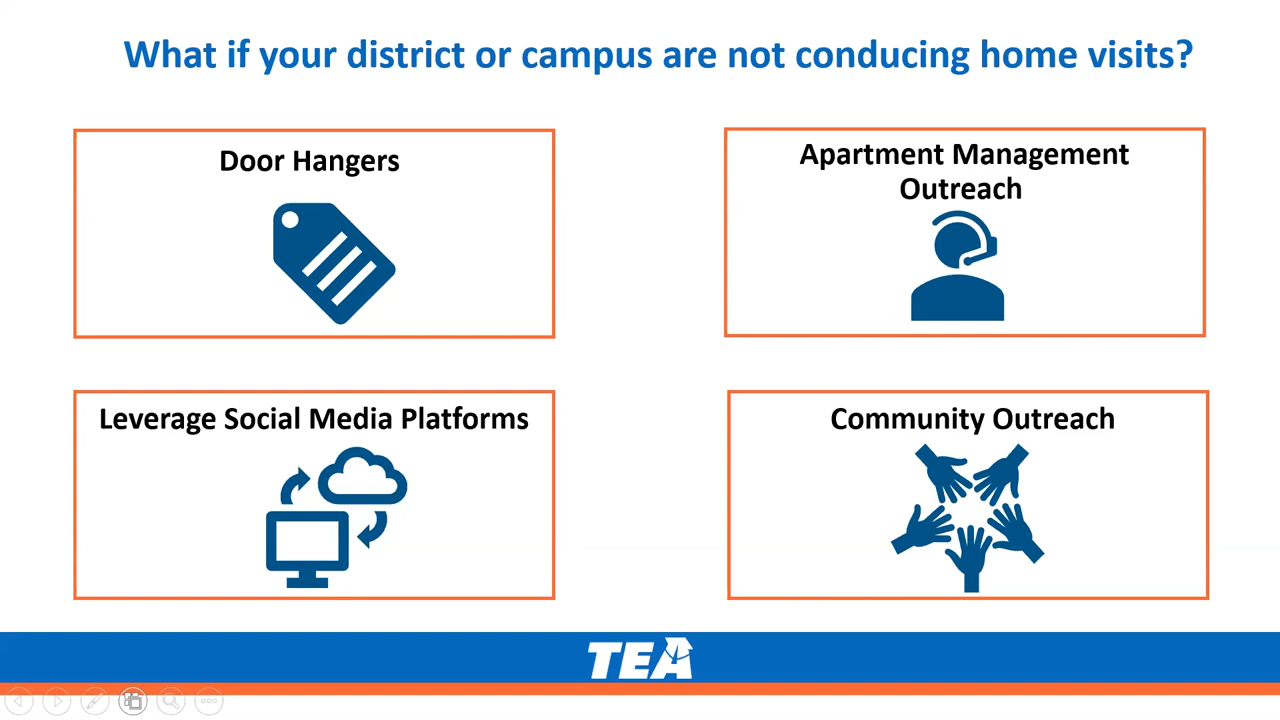 What if your district or campus are not conducing home visits?
Door Hangers
Apartment Management
Outreach
Leverage Social Media Platforms
Community Outreach
TEA